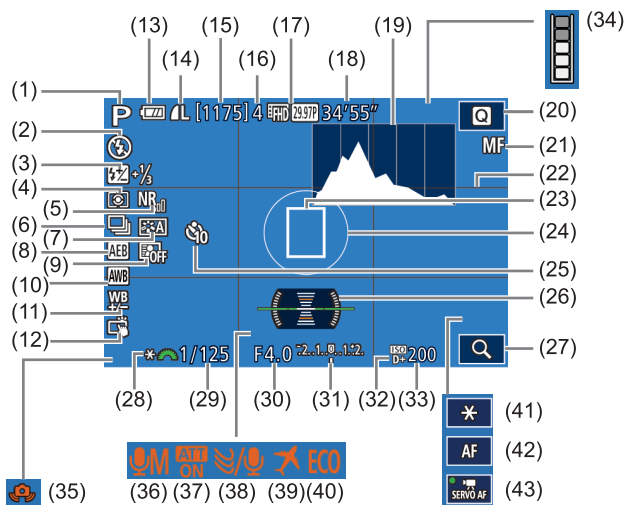 (13) (15) (17) (19) (34)
(14) (16) (18)
(1) P L [1175] 4 FHD 29.97P 34'55" Q (20)
(2) MF (21)
(3) +1/3 (22)
(4) NR (5) (23)
(6) (7) A 10 (24)
(8) AEB (9) OFF (25)
(10) AWB (26)
(11) WB +/-
(12) (27)
* 1/125 F4.0 -2..1..0..1.:2. ISO D+ 200
(28) (29) (30) (31) (32) (33)
* (41)
M ATT ON ECO AF (42)
(35) (36) (37) (38) (39) (40) SERVO AF (43)